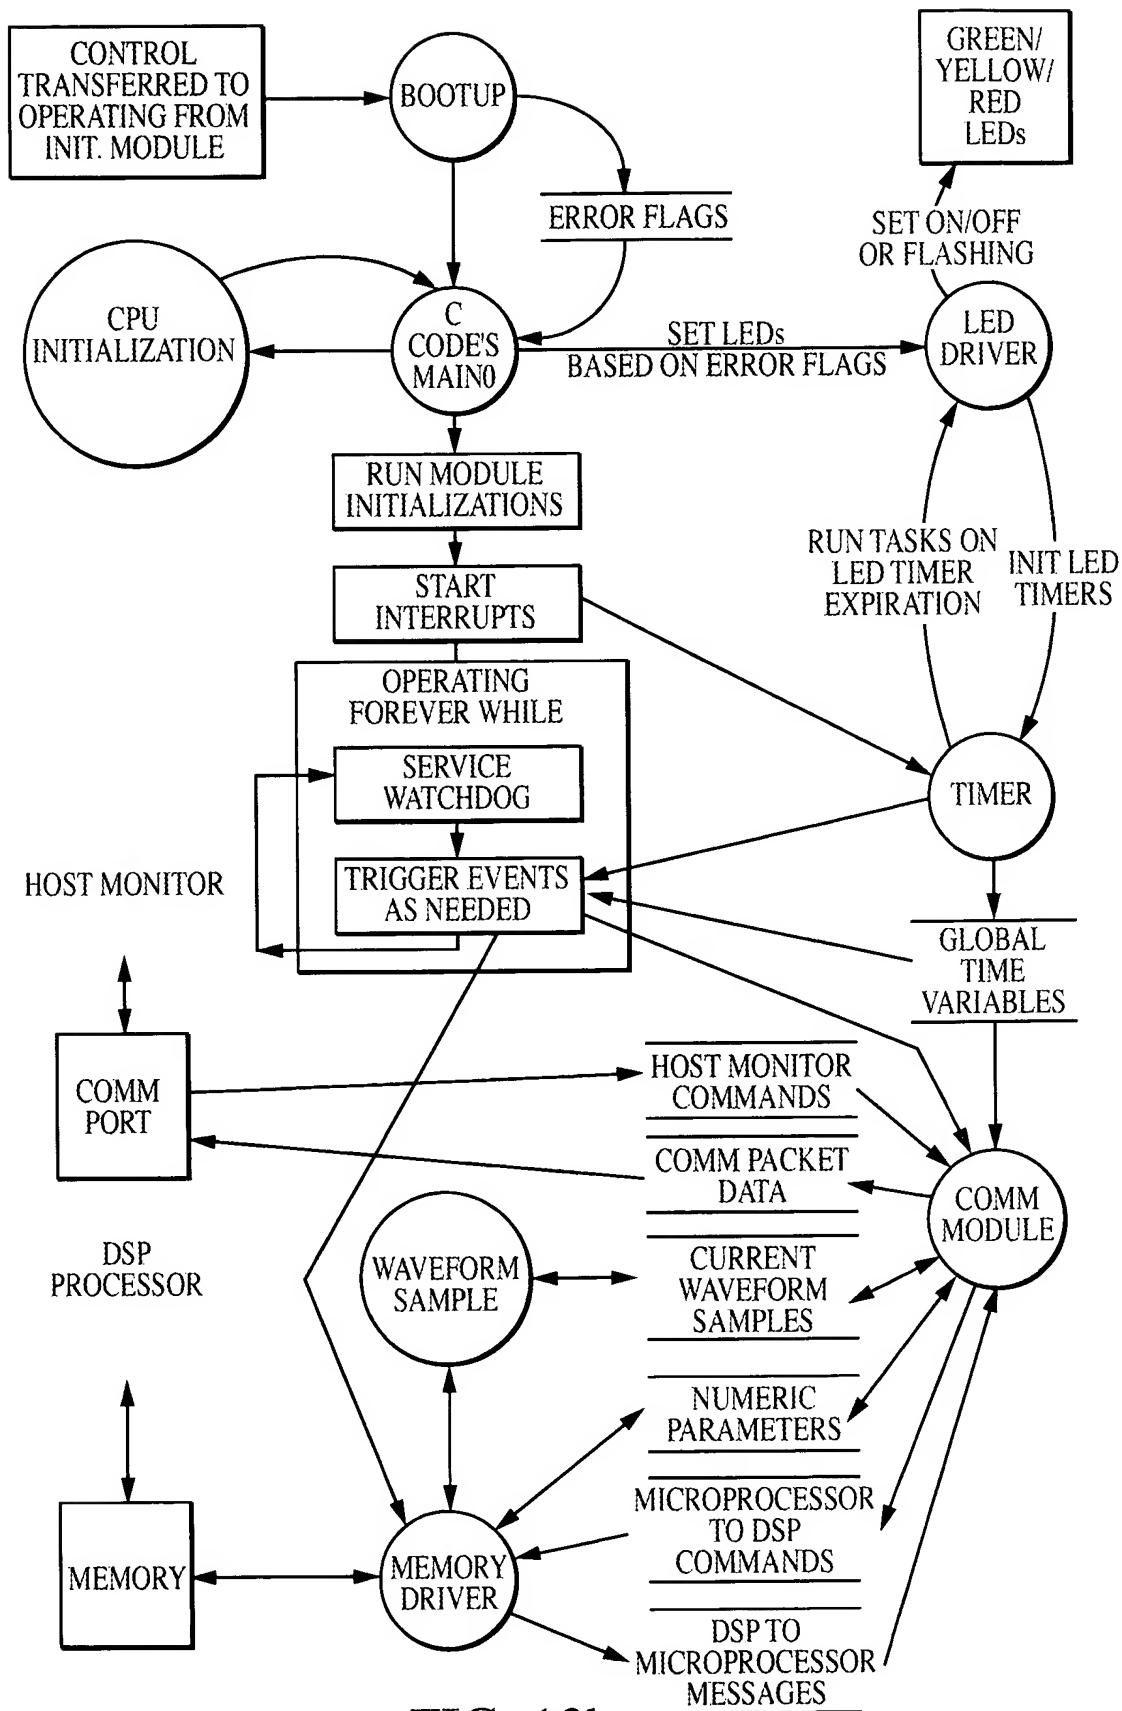 CONTROL
TRANSFERRED TO
OPERATING FROM
INIT. MODULE
BOOTUP
GREEN/
YELLOW/
RED
LEDs
ERROR FLAGS
SET ON/OFF
OR FLASHING
CPU
INITIALIZATION
C
CODE'S
MAIN0
SET LEDs
BASED ON ERROR FLAGS
LED
DRIVER
RUN MODULE
INITIALIZATIONS
RUN TASKS ON
LED TIMER
EXPIRATION
INIT LED
TIMERS
START
INTERRUPTS
OPERATING
FOREVER WHILE
SERVICE
WATCHDOG
TIMER
TRIGGER EVENTS
AS NEEDED
HOST MONITOR
GLOBAL
TIME
VARIABLES
COMM
PORT
HOST MONITOR
COMMANDS
COMM PACKET
DATA
COMM
MODULE
DSP
PROCESSOR
WAVEFORM
SAMPLE
CURRENT
WAVEFORM
SAMPLES
NUMERIC
PARAMETERS
MICROPROCESSOR
TO DSP
COMMANDS
MEMORY
MEMORY
DRIVER
DSP TO
MICROPROCESSOR
MESSAGES